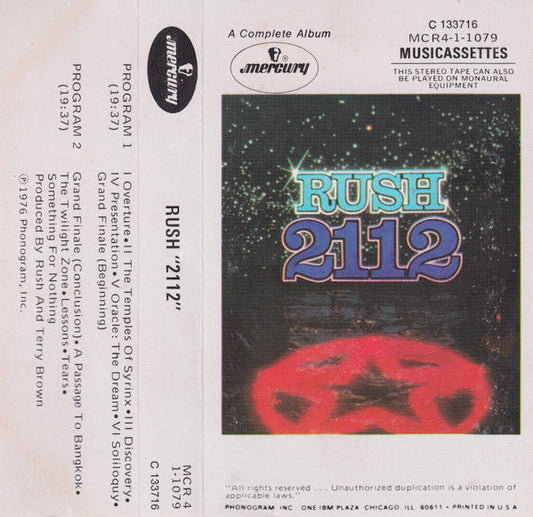 PROGRAM 1
(19:37)
I Overture•II The Temples Of Syrinx•III Discovery•
IV Presentation•V Oracle: The Dream•VI Soliloquy•
Grand Finale (Beginning)
PROGRAM 2
(19:37)
Grand Finale (Conclusion)•A Passage To Bangkok•
The Twilight Zone•Lessons•Tears•
Something For Nothing
Produced By Rush And Terry Brown
℗ 1976 Phonogram, Inc.
mercury
RUSH "2112"
MCR4
1-1079
C 133716
A Complete Album
mercury
C 133716
MCR4-1-1079
MUSICASSETTES
THIS STEREO TAPE CAN ALSO
BE PLAYED ON MONAURAL
EQUIPMENT
RUSH
2112
"All rights reserved ... Unauthorized duplication is a violation of
applicable laws."
PHONOGRAM INC ONE IBM PLAZA CHICAGO ILL 60611 • PRINTED IN U.S.A